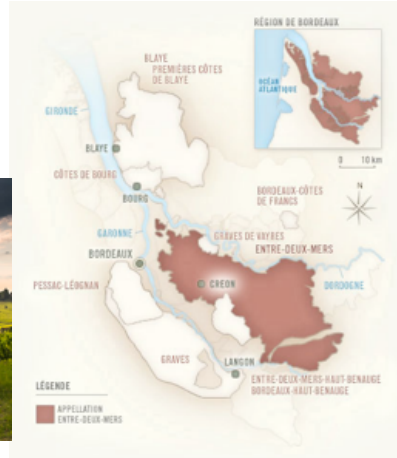 RÉGION DE BORDEAUX
OCÉAN
ATLANTIQUE
0 10 km
N
BLAYE
PREMIÈRES CÔTES
DE BLAYE
GIRONDE
BLAYE
CÔTES DE BOURG
BOURG
BORDEAUX-CÔTES
DE FRANCS
GARONNE
GRAVES DE VAYRES
ENTRE-DEUX-MERS
BORDEAUX
PESSAC-LÉOGNAN
CREON
DORDOGNE
GRAVES
LANGON
ENTRE-DEUX-MERS-HAUT-BENAUGE
BORDEAUX-HAUT-BENAUGE
LÉGENDE
APPELLATION
ENTRE-DEUX-MERS